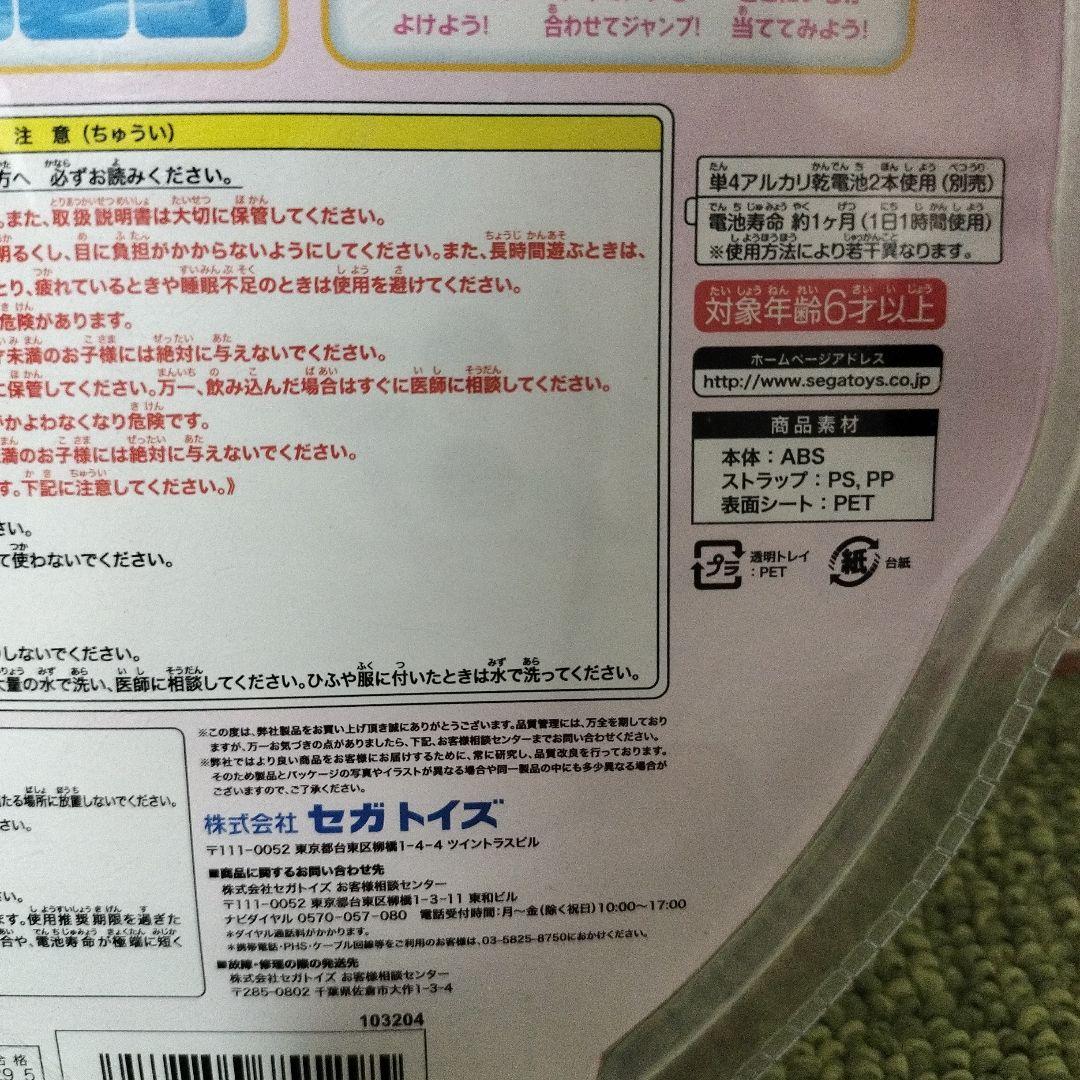 よけよう!
合わせてジャンプ!
当ててみよう!
注 意 (ちゅうい)
方へ 必ずお読みください。
。また、取扱説明書は大切に保管してください。
明るくし、目に負担がかからないようにしてください。また、長時間遊ぶときは、
とり、疲れているときや睡眠不足のときは使用を避けてください。
危険があります。
未満のお子様には絶対に与えないでください。
に保管してください。万一、飲み込んだ場合はすぐに医師に相談してください。
がかよわなくなり危険です。
満のお子様には絶対に与えないでください。
す。下記に注意してください。》
さい。
て使わないでください。
りしないでください。
大量の水で洗い、医師に相談してください。ひふや服に付いたときは水で洗ってください。
単4アルカリ乾電池2本使用(別売)
電池寿命 約1ヶ月(1日1時間使用)
※使用方法により若干異なります。
対象年齢6才以上
ホームページアドレス
http://www.segatoys.co.jp
商品素材
本体:ABS
ストラップ:PS, PP
表面シート:PET
プラ
透明トレイ
:PET
紙
台紙
※この度は、弊社製品をお買い上げ頂き誠にありがとうございます。品質管理には、万全を期しており
ますが、万一お気づきの点がありましたら、下記、お客様相談センターまでお問い合わせください。
※弊社ではより良い商品をお客様にお届けするために、常に研究し、品質改良を行っております。
そのため製品とパッケージの写真やイラストが異なる場合や同一製品の中にも多少異なる場合が
ございますので、ご了承ください。
株式会社 セガ トイズ
〒111-0052 東京都台東区柳橋1-4-4 ツイントラスビル
■商品に関するお問い合わせ先
株式会社セガトイズ お客様相談センター
〒111-0052 東京都台東区柳橋1-3-11 東和ビル
ナビダイヤル 0570-057-080 電話受付時間:月〜金(除く祝日)10:00〜17:00
*ダイヤル通話料がかかります。
*携帯電話・PHS・ケーブル回線等をご利用のお客様は、03-5825-8750におかけください。
■故障・修理の際の発送先
株式会社セガトイズ お客様相談センター
〒285-0802 千葉県佐倉市大作1-3-4
たる場所に放置しないでください。
さい。
い。
ます。使用推奨期限を過ぎた
合や、電池寿命が極端に短く
103204
合格
9.5